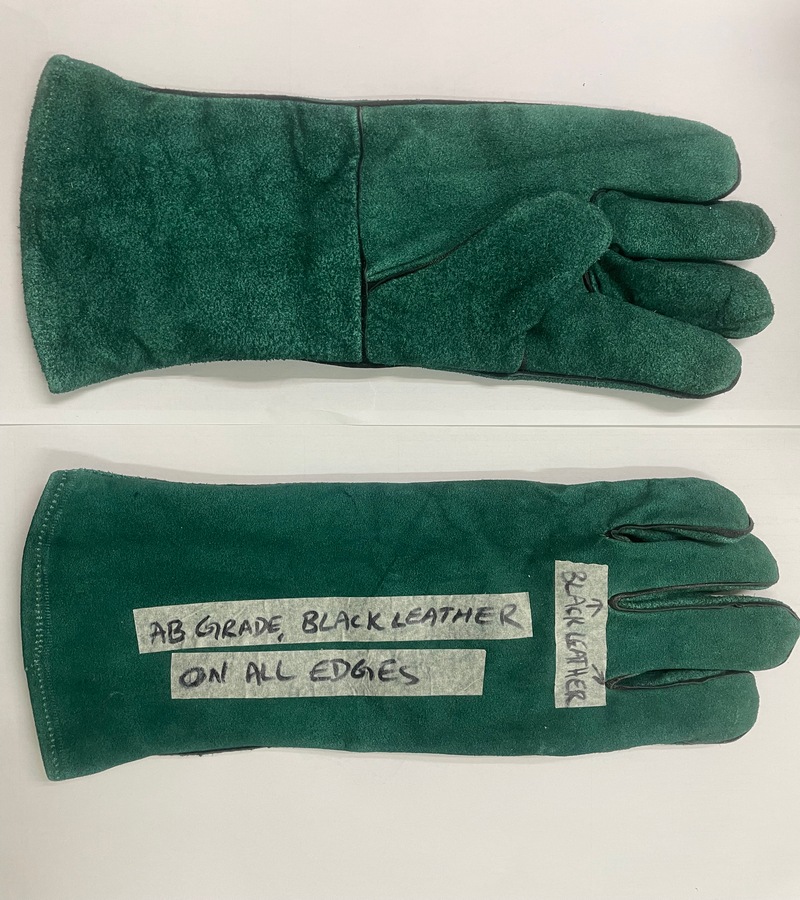 AB GRADE, BLACK LEATHER
ON ALL EDGES
BLACK LEATHER